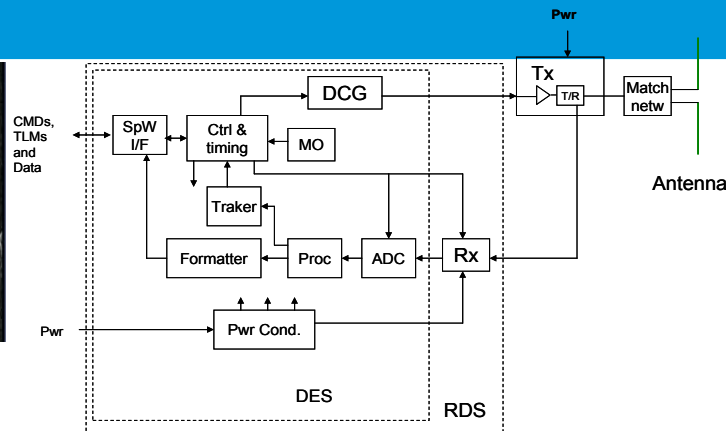 Pwr
Tx
T/R
Match
netw
DCG
CMDs,
TLMs
and
Data
SpW
I/F
Ctrl &
timing
MO
Antenna
Traker
Formatter
Proc
ADC
Rx
Pwr
Pwr Cond.
DES
RDS